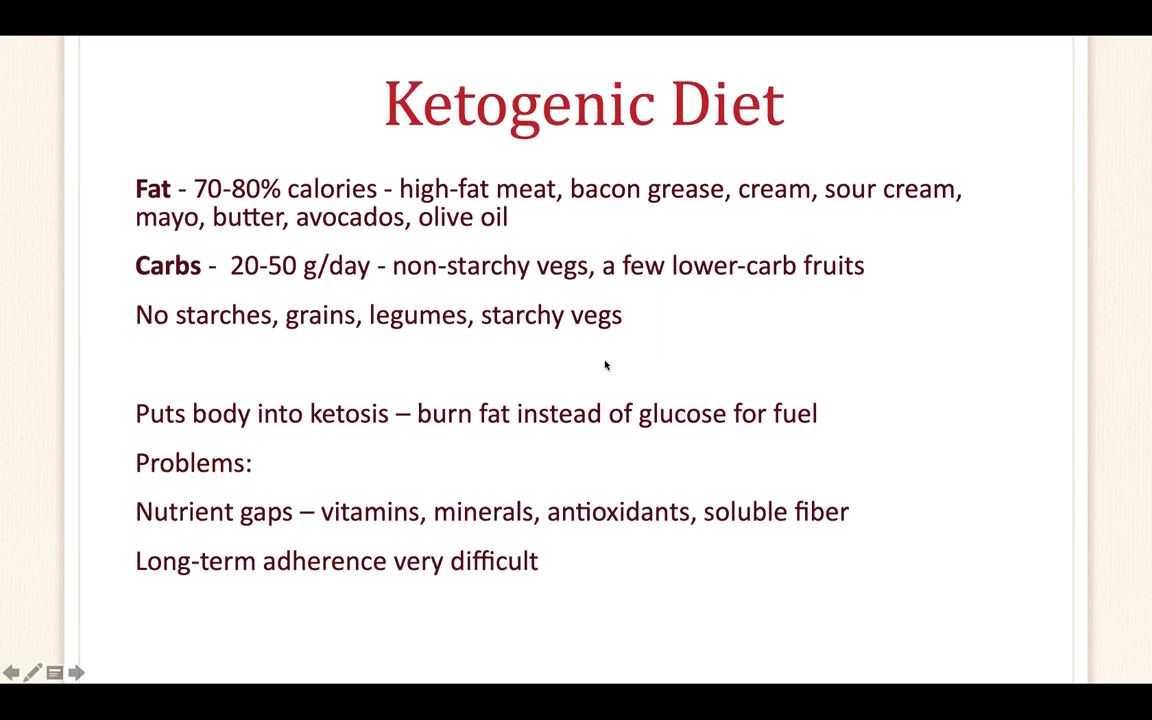 Ketogenic Diet
Fat - 70-80% calories - high-fat meat, bacon grease, cream, sour cream,
mayo, butter, avocados, olive oil
Carbs -  20-50 g/day - non-starchy vegs, a few lower-carb fruits
No starches, grains, legumes, starchy vegs
Puts body into ketosis – burn fat instead of glucose for fuel
Problems:
Nutrient gaps – vitamins, minerals, antioxidants, soluble fiber
Long-term adherence very difficult